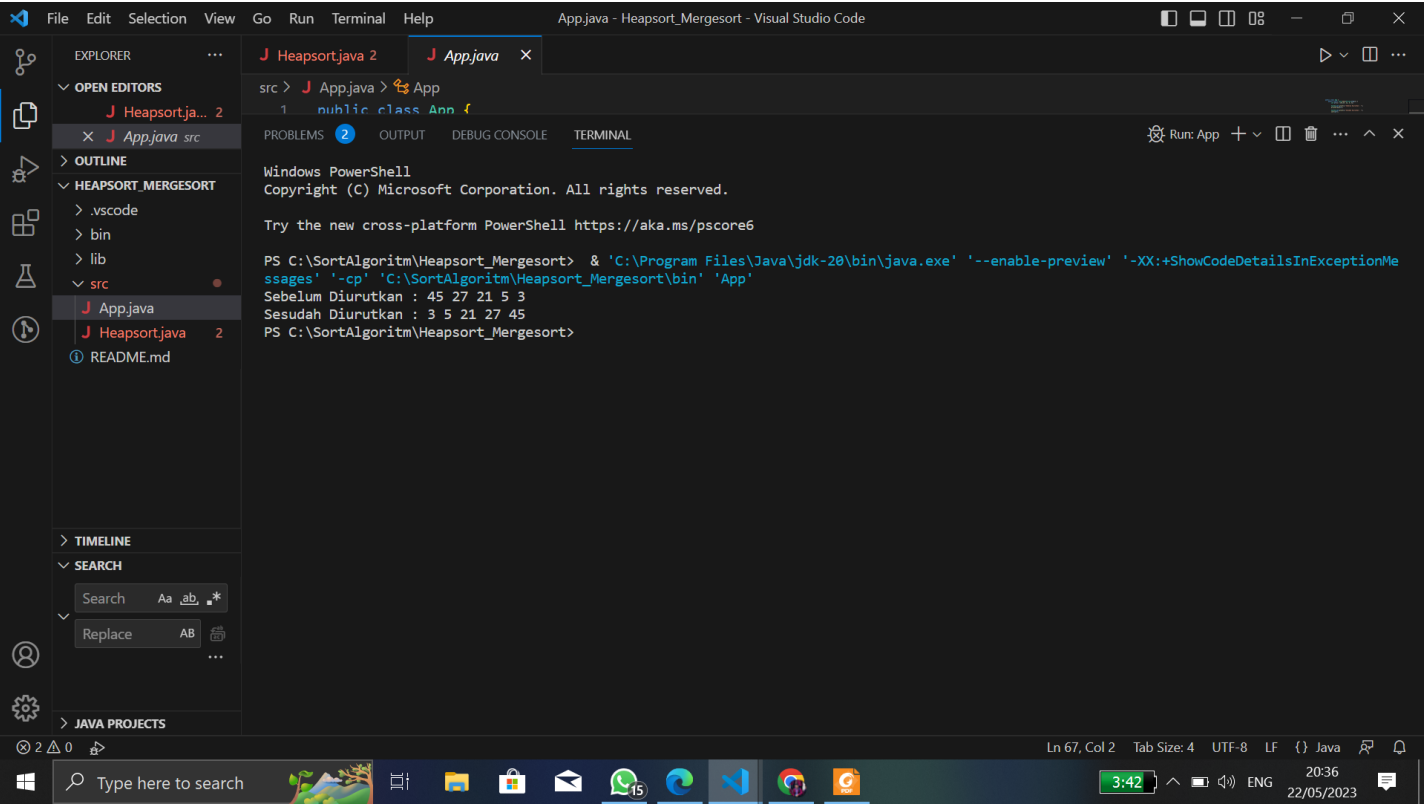 File Edit Selection View Go Run Terminal Help
App.java - Heapsort_Mergesort - Visual Studio Code
EXPLORER
OPEN EDITORS
Heapsort.ja... 2
App.java src
OUTLINE
HEAPSORT_MERGESORT
.vscode
bin
lib
src
App.java
Heapsort.java 2
README.md
TIMELINE
SEARCH
Search Aa ab .*
Replace AB
JAVA PROJECTS
Heapsort.java 2 App.java
src > App.java > App
1 public class App {
PROBLEMS 2 OUTPUT DEBUG CONSOLE TERMINAL
Run: App
Windows PowerShell
Copyright (C) Microsoft Corporation. All rights reserved.
Try the new cross-platform PowerShell https://aka.ms/pscore6
PS C:\SortAlgoritm\Heapsort_Mergesort> & 'C:\Program Files\Java\jdk-20\bin\java.exe' '--enable-preview' '-XX:+ShowCodeDetailsInExceptionMe
ssages' '-cp' 'C:\SortAlgoritm\Heapsort_Mergesort\bin' 'App'
Sebelum Diurutkan : 45 27 21 5 3
Sesudah Diurutkan : 3 5 21 27 45
PS C:\SortAlgoritm\Heapsort_Mergesort>
2 0
Ln 67, Col 2 Tab Size: 4 UTF-8 LF {} Java
Type here to search
15
PDF
3:42
ENG
20:36
22/05/2023